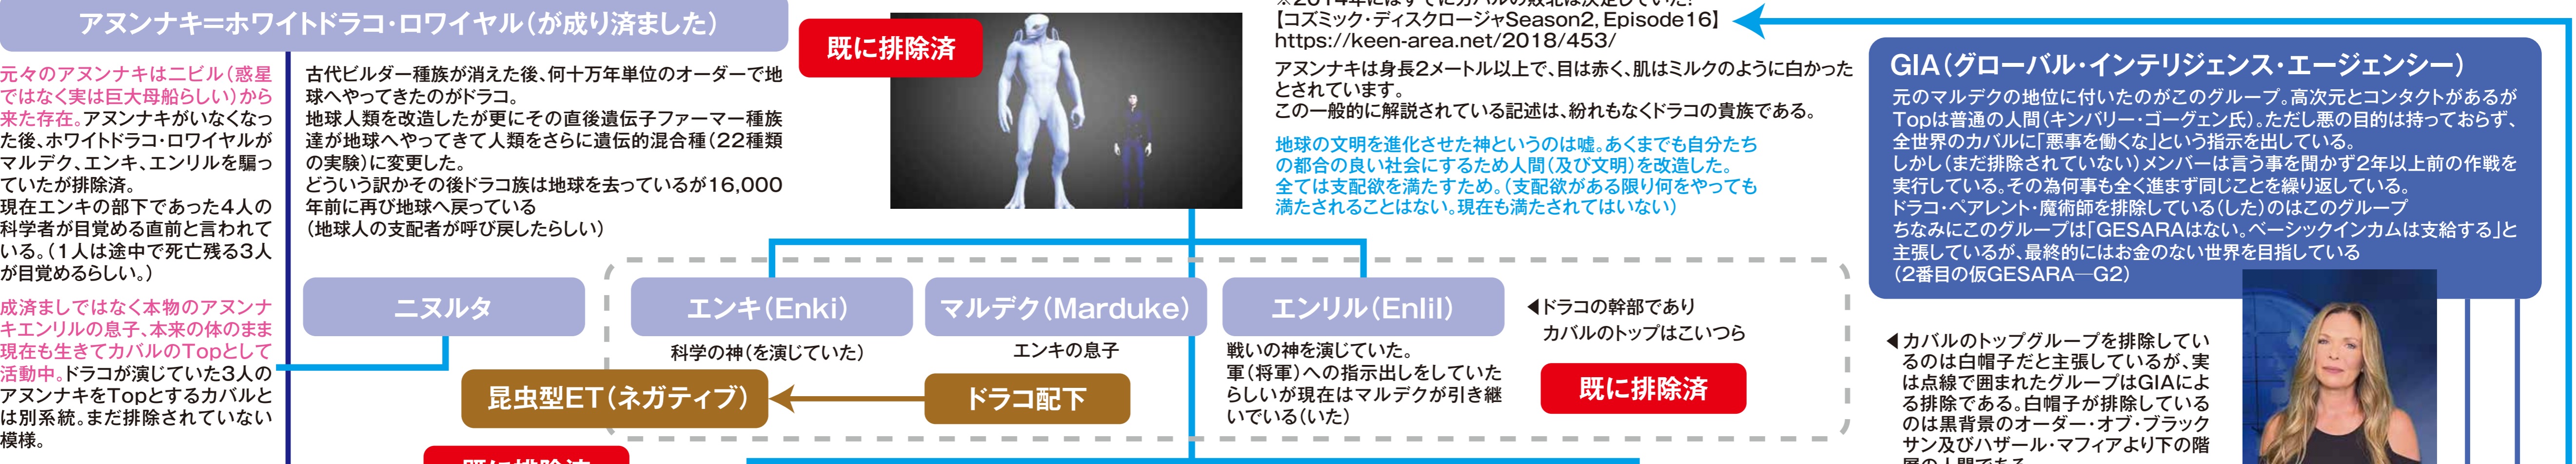 アヌンナキ=ホワイトドラコ・ロワイヤル(が成り済ました)
元々のアヌンナキは二ビル(惑星
ではなく実は巨大母船らしい)から
来た存在。アヌンナキがいなくなっ
た後、ホワイトドラコ・ロワイヤルが
マルデク、エンキ、エンリルを騙っ
ていたが排除済。
現在エンキの部下であった4人の
科学者が目覚める直前と言われて
いる。(1人は途中で死亡残る3人
が目覚めるらしい。)
成済ましではなく本物のアヌンナ
キエンリルの息子、本来の体のまま
現在も生きてカバルのTopとして
活動中。ドラコが演じていた3人の
アヌンナキをTopとするカバルと
は別系統。まだ排除されていない
模様。
古代ビルダー種族が消えた後、何十万年単位のオーダーで地
球へやってきたのがドラコ。
地球人類を改造したが更にその直後遺伝子ファーマー種族
達が地球へやってきて人類をさらに遺伝的混合種(22種類
の実験)に変更した。
どういう訳かその後ドラコ族は地球を去っているが16,000
年前に再び地球へ戻っている
(地球人の支配者が呼び戻したらしい)
既に排除済
※2014年にはすでにカバルの敗北は決定していた!
【コズミック・ディスクロージャSeason2, Episode16】
https://keen-area.net/2018/453/
アヌンナキは身長2メートル以上で、目は赤く、肌はミルクのように白かった
とされています。
この一般的に解説されている記述は、紛れもなくドラコの貴族である。
地球の文明を進化させた神というのは嘘。あくまでも自分たち
の都合の良い社会にするため人間(及び文明)を改造した。
全ては支配欲を満たすため。(支配欲がある限り何をやっても
満たされることはない。現在も満たされてはいない)
GIA(グローバル・インテリジェンス・エージェンシー)
元のマルデクの地位に付いたのがこのグループ。高次元とコンタクトがあるが
Topは普通の人間(キンバリー・ゴーグェン氏)。ただし悪の目的は持っておらず、
全世界のカバルに「悪事を働くな」という指示を出している。
しかし(まだ排除されていない)メンバーは言う事を聞かず2年以上前の作戦を
実行している。その為何事も全く進まず同じことを繰り返している。
ドラコ・ペアレント・魔術師を排除している(した)のはこのグループ
ちなみにこのグループは「GESARAはない。ベーシックインカムは支給する」と
主張しているが、最終的にはお金のない世界を目指している
(2番目の仮GESARA―G2)
ニヌルタ
エンキ(Enki)
科学の神(を演じていた)
マルデク(Marduke)
エンキの息子
エンリル(Enlil)
戦いの神を演じていた。
軍(将軍)への指示出しをしていた
らしいが現在はマルデクが引き継
いでいる(いた)
◀ドラコの幹部であり
カバルのトップはこいつら
既に排除済
昆虫型ET(ネガティブ)
ドラコ配下
既に排除済
◀カバルのトップグループを排除してい
るのは白帽子だと主張しているが、実
は点線で囲まれたグループはGIAによ
る排除である。白帽子が排除している
のは黒背景のオーダー・オブ・ブラック
サン及びハザール・マフィアより下の階
層の人間である